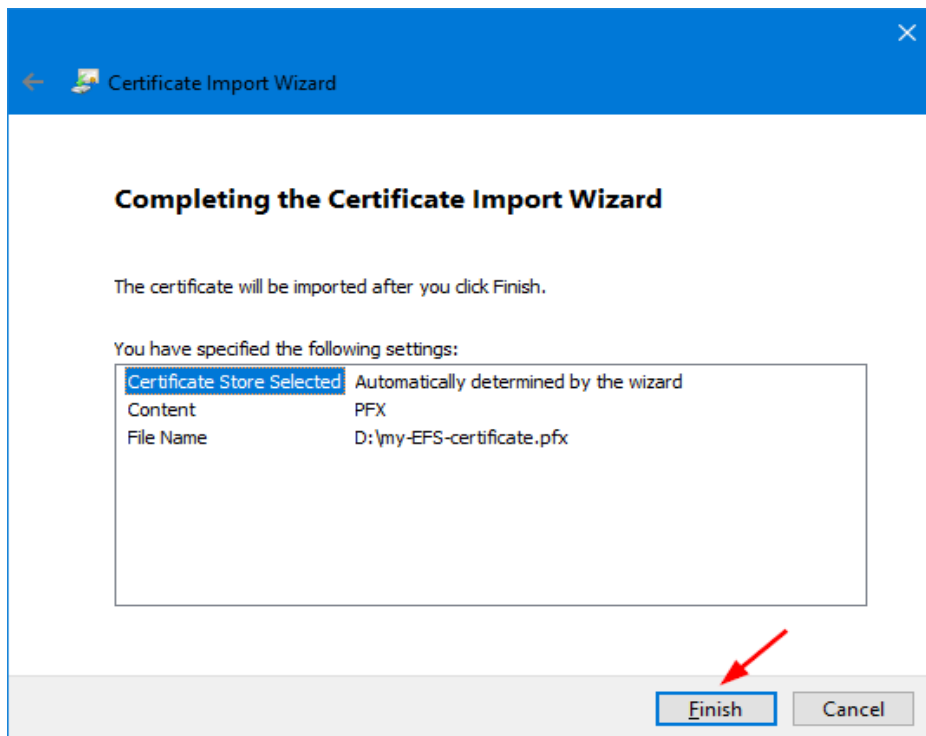 Certificate Import Wizard
Completing the Certificate Import Wizard
The certificate will be imported after you click Finish.
You have specified the following settings:
Certificate Store Selected Automatically determined by the wizard
Content PFX
File Name D:\my-EFS-certificate.pfx
Finish Cancel